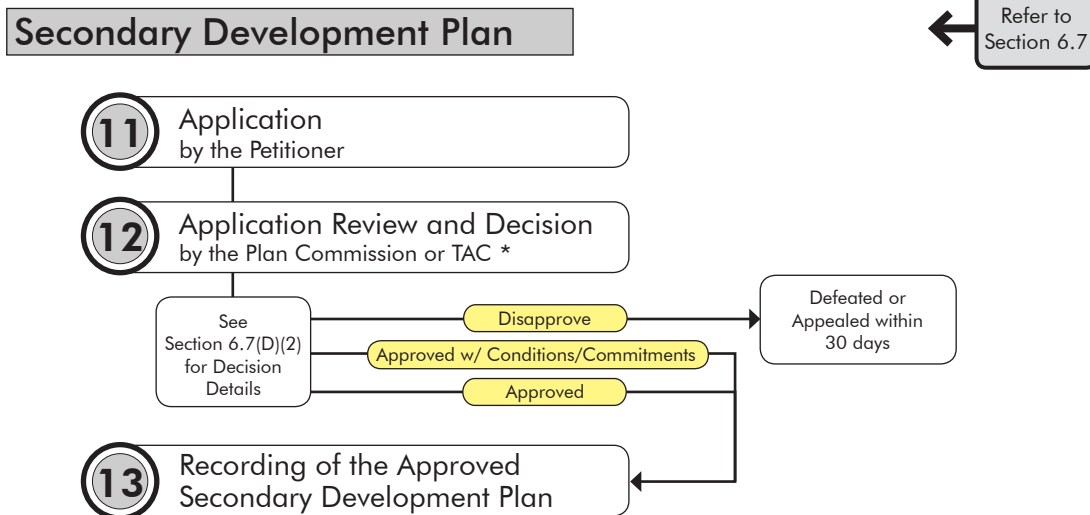 Secondary Development Plan
Refer to
Section 6.7
11
Application
by the Petitioner
12
Application Review and Decision
by the Plan Commission or TAC *
See
Section 6.7(D)(2)
for Decision
Details
Disapprove
Approved w/ Conditions/Commitments
Approved
Defeated or
Appealed within
30 days
13
Recording of the Approved
Secondary Development Plan